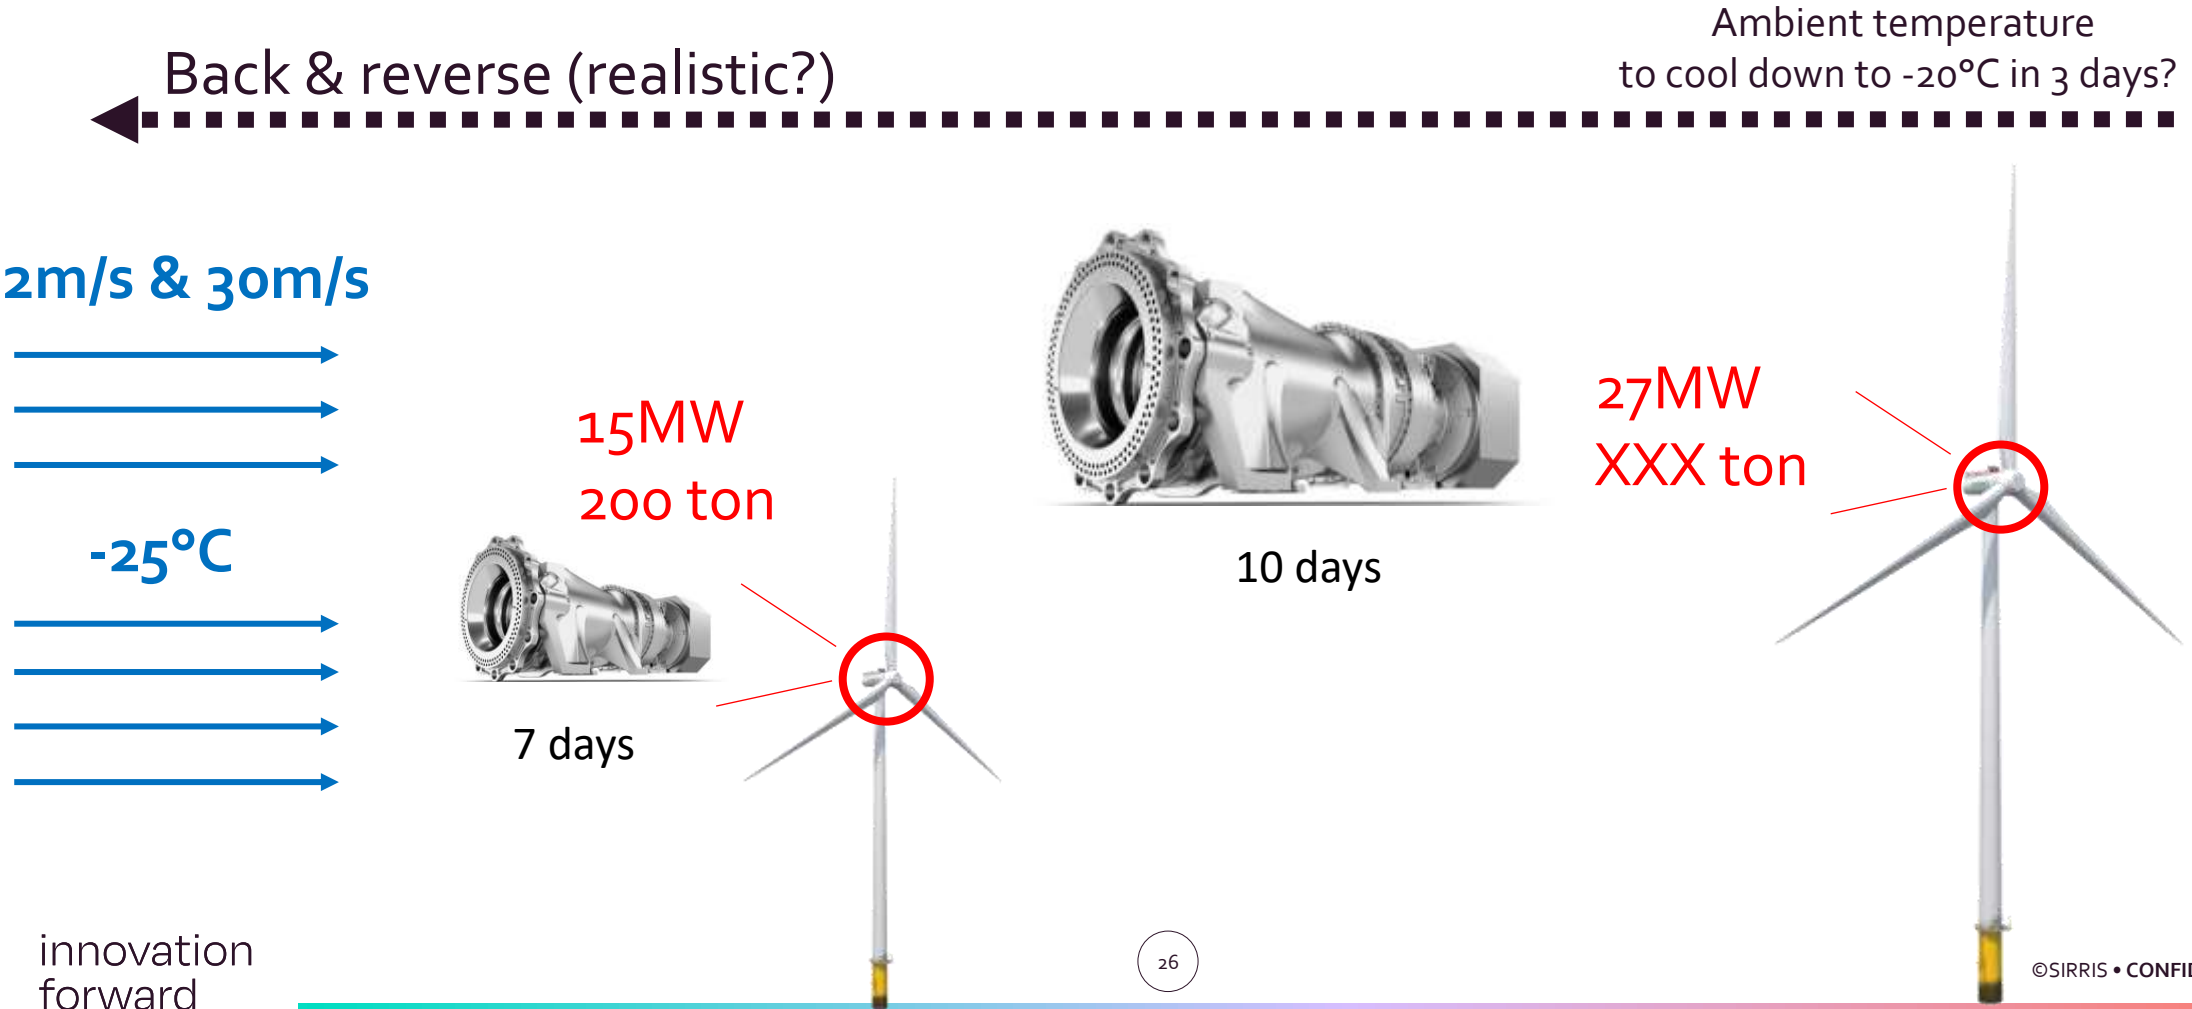 Ambient temperature
Back & reverse (realistic?)
to cool down to -20°C in 3 days?
2m/s & 30m/s
-25°C
15MW
200 ton
7 days
10 days
27MW
XXX ton
innovation
forward
26
©SIRRIS • CONFID